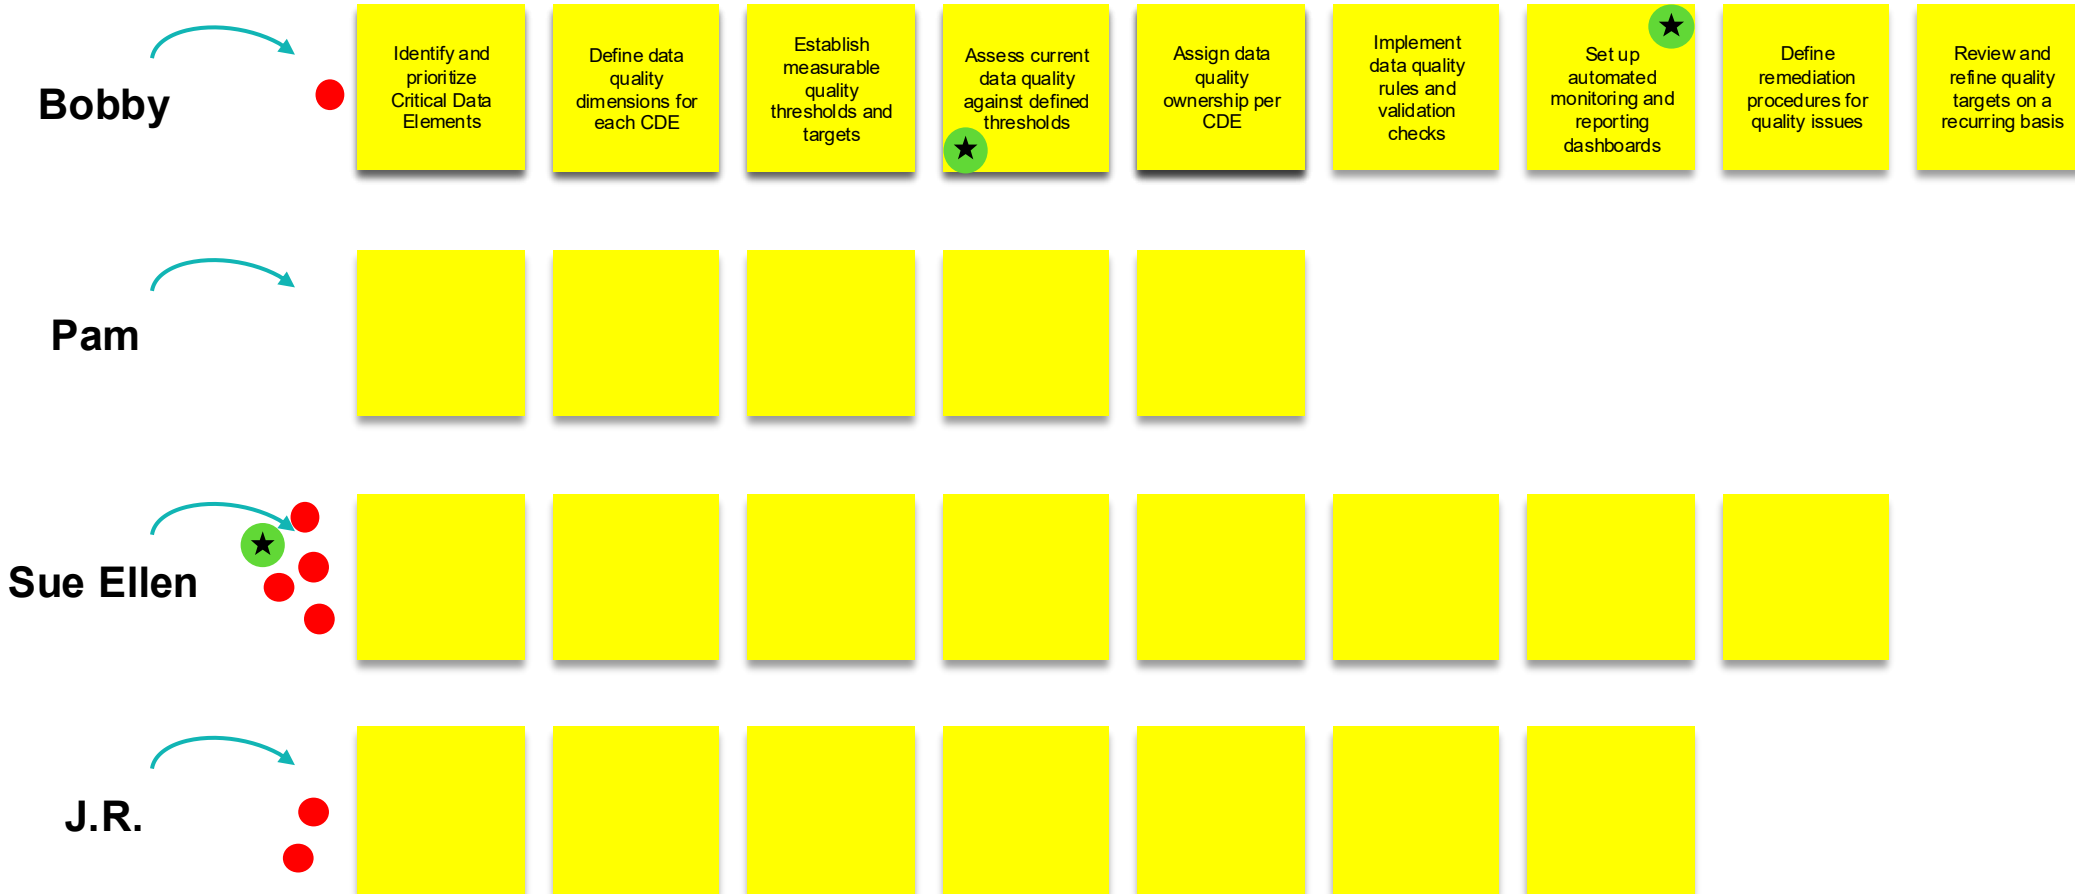 Bobby
Identify and
prioritize
Critical Data
Elements
Define data
quality
dimensions for
each CDE
Establish
measurable
quality
thresholds and
targets
Assess current
data quality
against defined
thresholds
Assign data
quality
ownership per
CDE
Implement
data quality
rules and
validation
checks
Set up
automated
monitoring and
reporting
dashboards
Define
remediation
procedures for
quality issues
Review and
refine quality
targets on a
recurring basis
Pam
Sue Ellen
J.R.